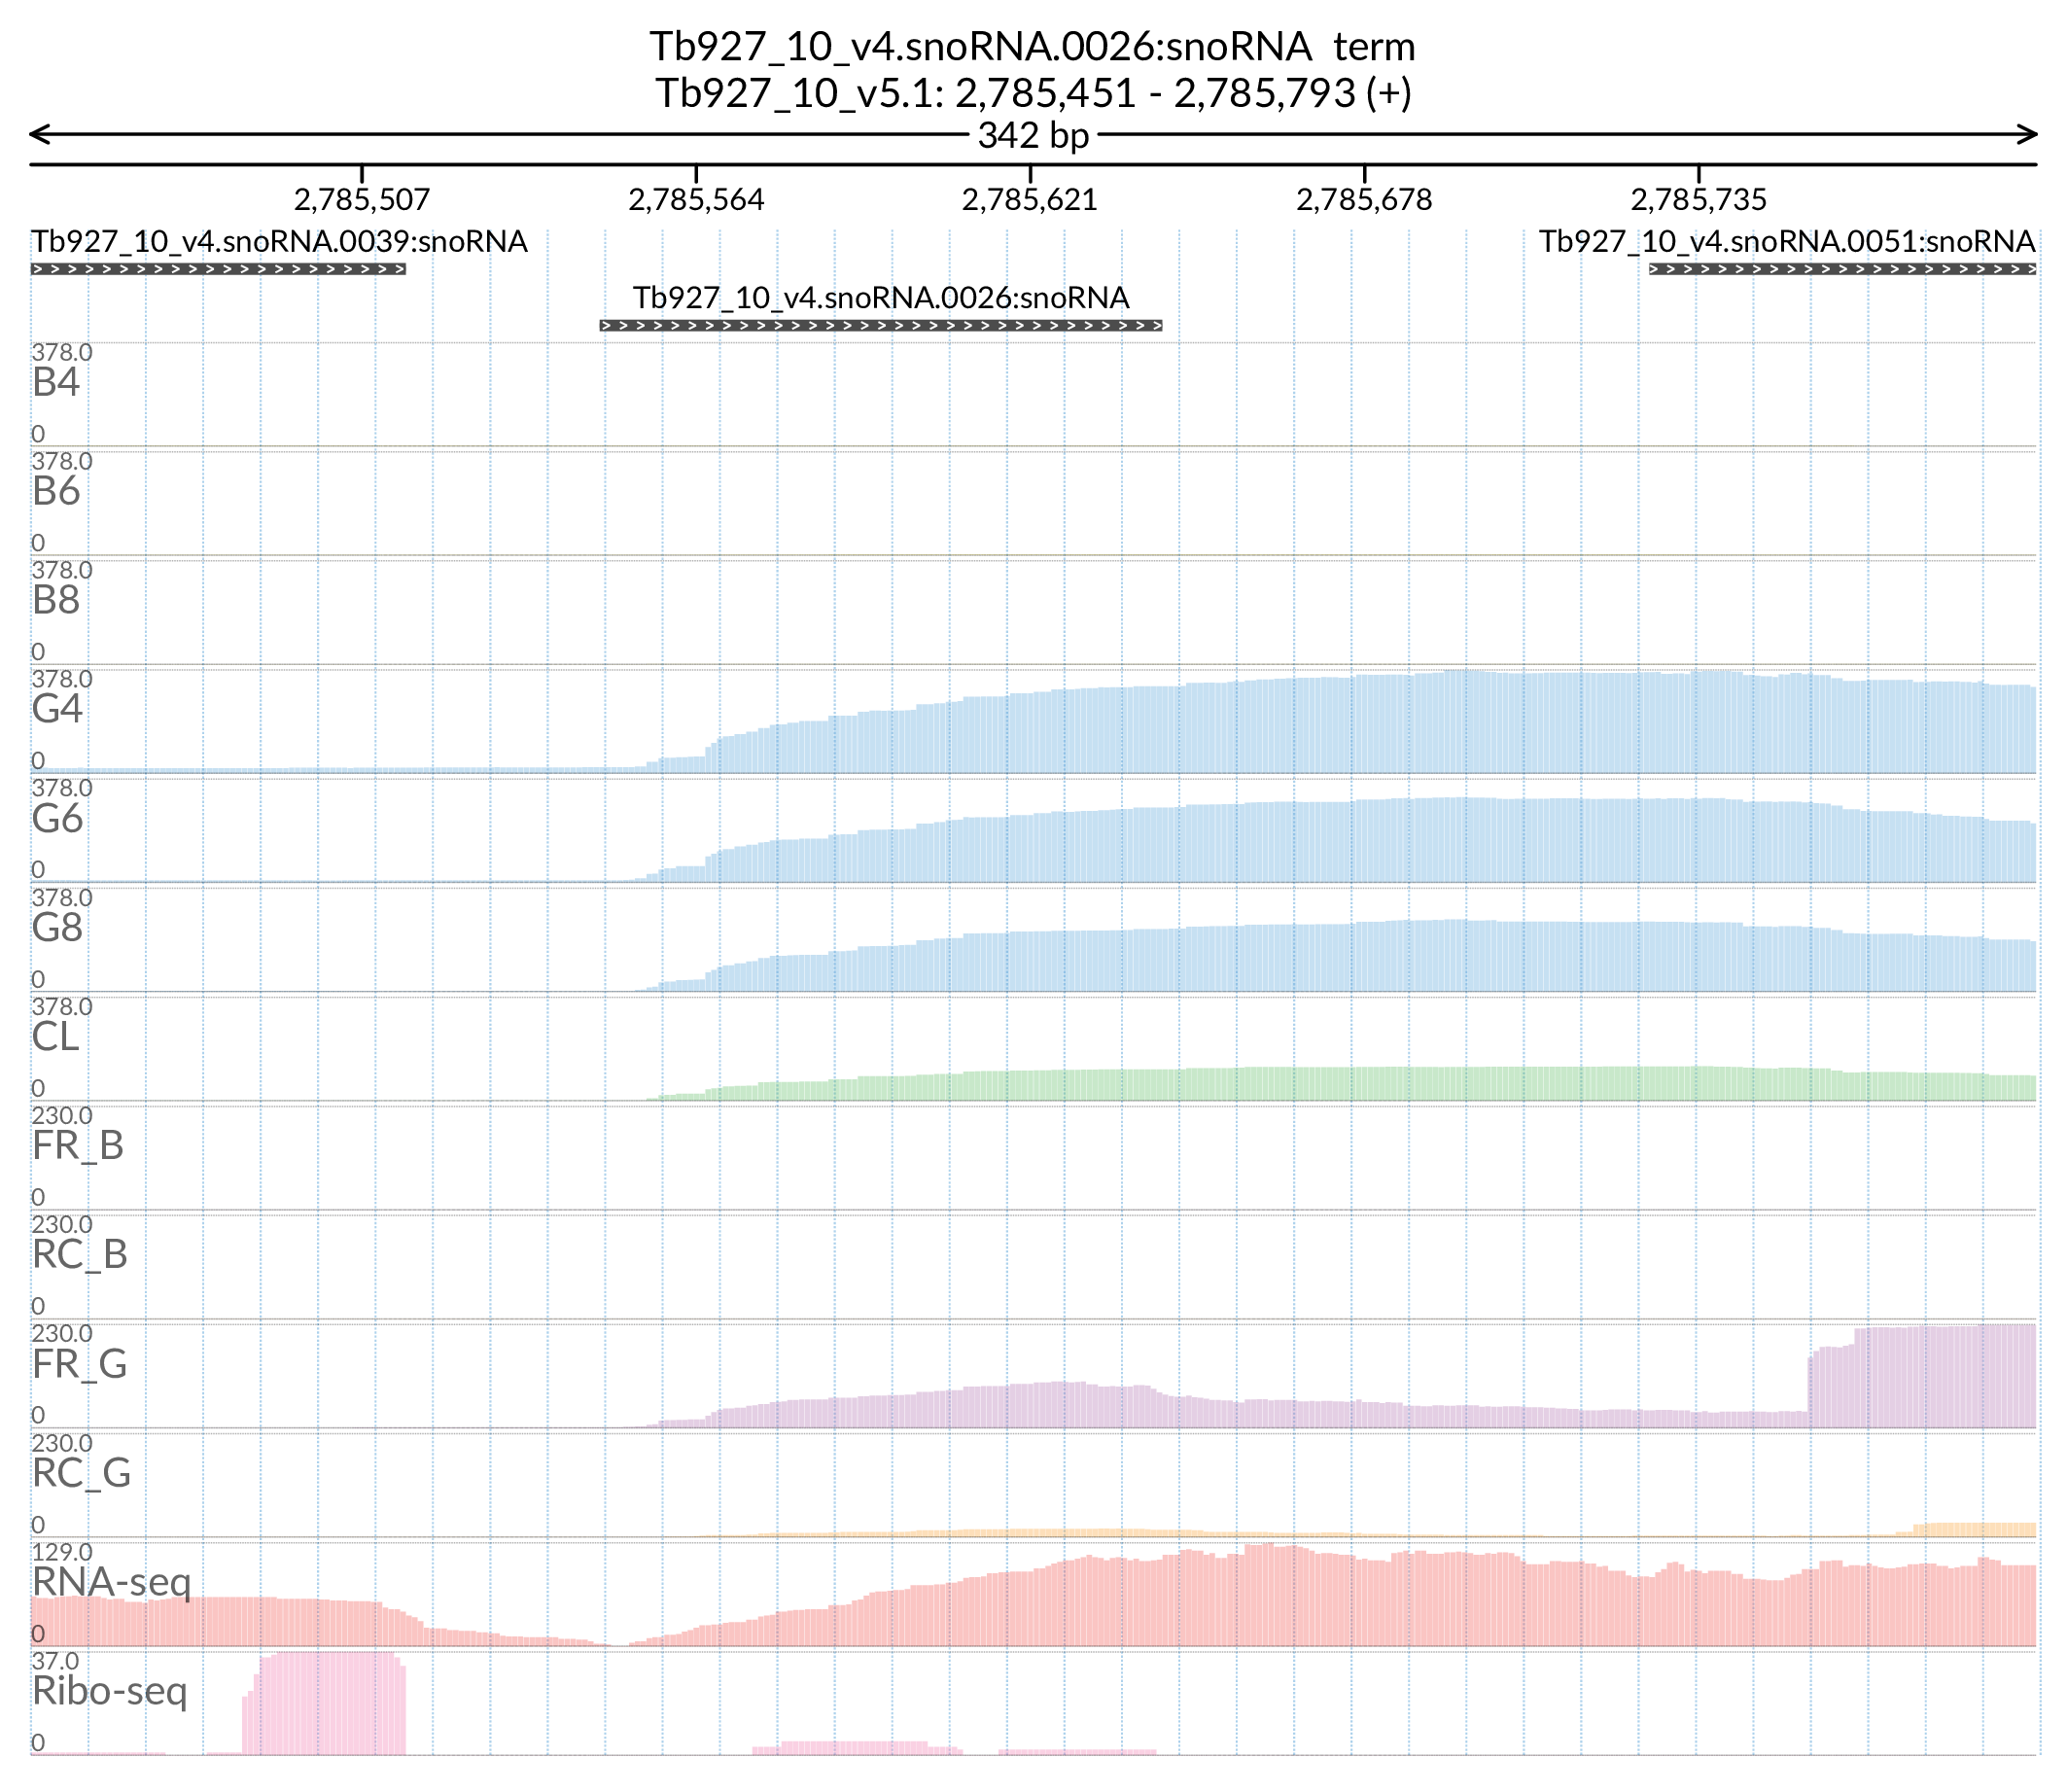 Tb927_10_v4.snoRNA.0026:snoRNA term
Tb927_10_v5.1: 2,785,451 - 2,785,793 (+)
342 bp
2,785,507 2,785,564 2,785,621 2,785,678 2,785,735
Tb927_10_v4.snoRNA.0039:snoRNA Tb927_10_v4.snoRNA.0051:snoRNA
Tb927_10_v4.snoRNA.0026:snoRNA
378.0
B4
0
378.0
B6
0
378.0
B8
0
378.0
G4
0
378.0
G6
0
378.0
G8
0
378.0
CL
0
230.0
FR_B
0
230.0
RC_B
0
230.0
FR_G
0
230.0
RC_G
0
129.0
RNA-seq
0
37.0
Ribo-seq
0